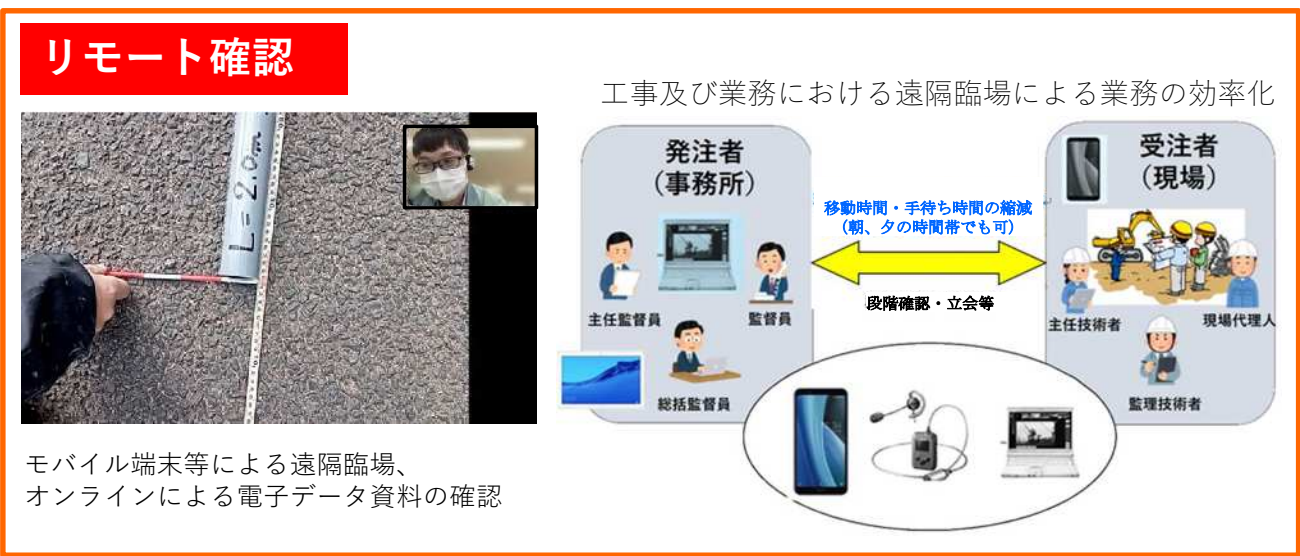 リモート確認
工事及び業務における遠隔臨場による業務の効率化
L=2.0m
発注者
(事務所)
主任監督員
監督員
総括監督員
移動時間・手待ち時間の縮減
(朝、夕の時間帯でも可)
段階確認・立会等
受注者
(現場)
主任技術者
現場代理人
監理技術者
モバイル端末等による遠隔臨場、
オンラインによる電子データ資料の確認